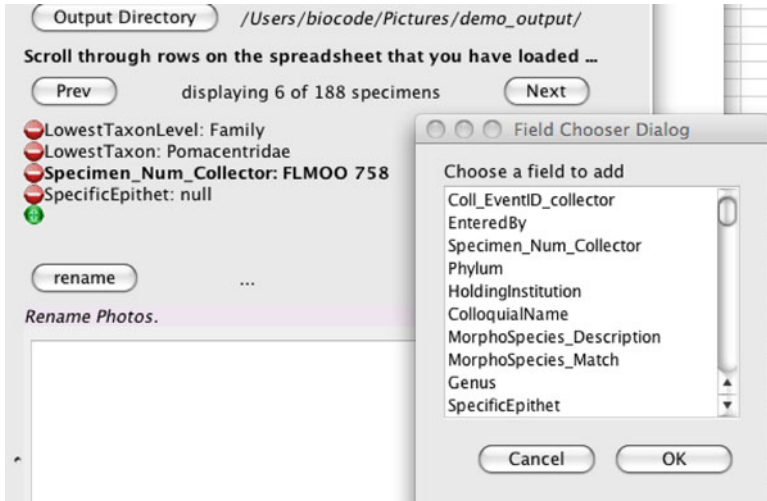 Output Directory /Users/biocode/Pictures/demo_output/
Scroll through rows on the spreadsheet that you have loaded ...
Prev displaying 6 of 188 specimens Next
LowestTaxonLevel: Family
LowestTaxon: Pomacentridae
Specimen_Num_Collector: FLMOO 758
SpecificEpithet: null
rename ...
Rename Photos.
Field Chooser Dialog
Choose a field to add
Coll_EventID_collector
EnteredBy
Specimen_Num_Collector
Phylum
HoldingInstitution
ColloquialName
MorphoSpecies_Description
MorphoSpecies_Match
Genus
SpecificEpithet
Cancel OK